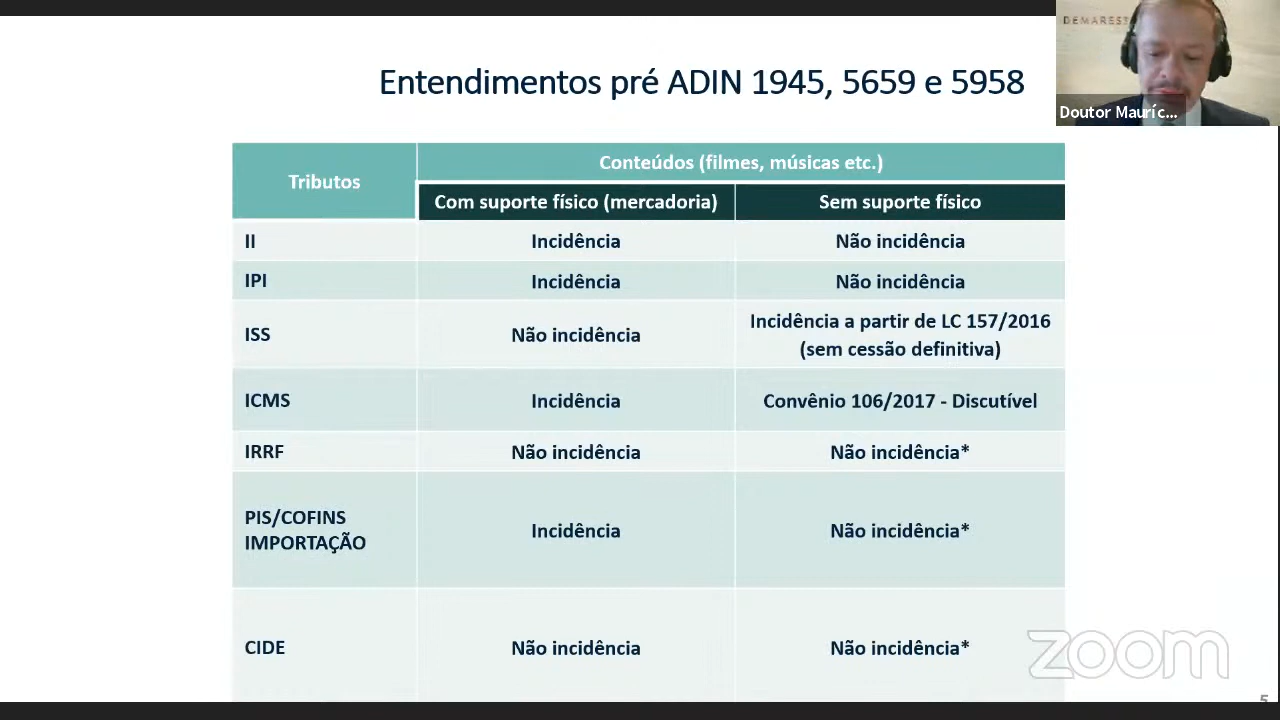 DEMAREST
Entendimentos pré ADIN 1945, 5659 e 5958
Doutor Mauríc...
Tributos
Conteúdos (filmes, músicas etc.)
Com suporte físico (mercadoria)
Sem suporte físico
II
Incidência
Não incidência
IPI
Incidência
Não incidência
ISS
Não incidência
Incidência a partir de LC 157/2016
(sem cessão definitiva)
ICMS
Incidência
Convênio 106/2017 - Discutível
IRRF
Não incidência
Não incidência*
PIS/COFINS
IMPORTAÇÃO
Incidência
Não incidência*
CIDE
Não incidência
Não incidência*
zoom
5